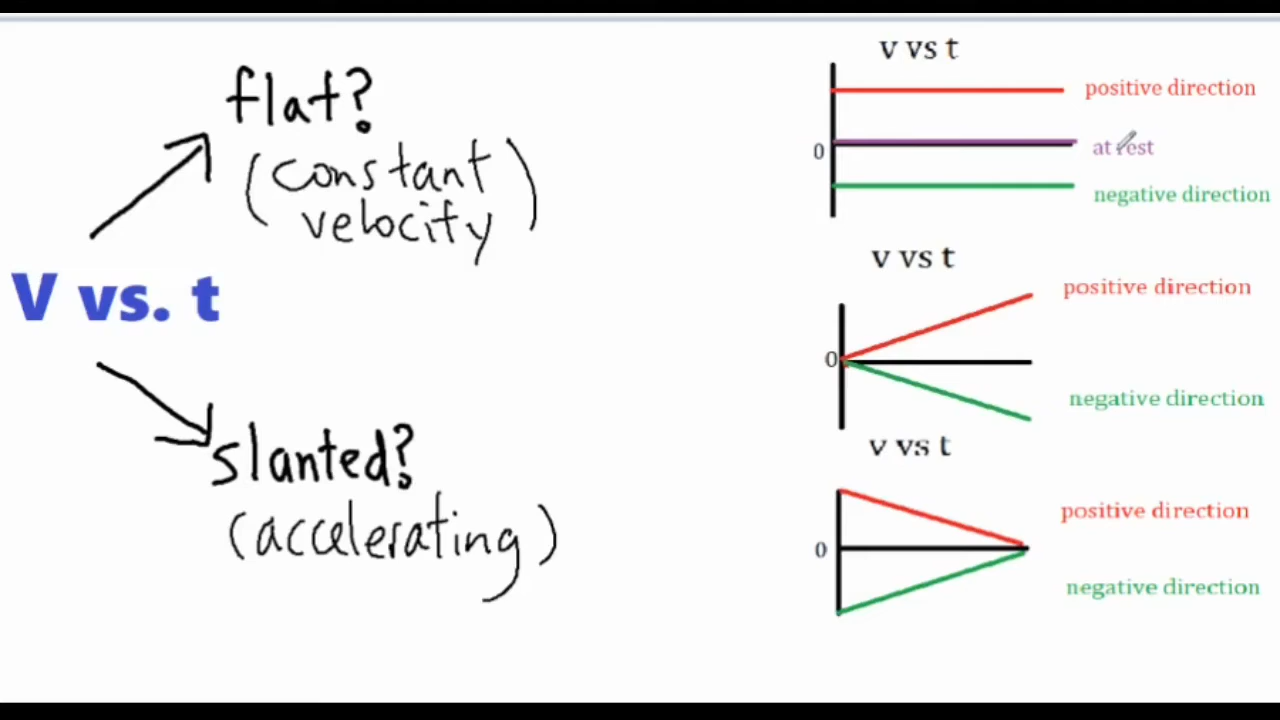 flat?
(constant
velocity)
V vs. t
slanted?
(accelerating)
v vs t
positive direction
0
at rest
negative direction
v vs t
positive direction
0
negative direction
v vs t
positive direction
0
negative direction